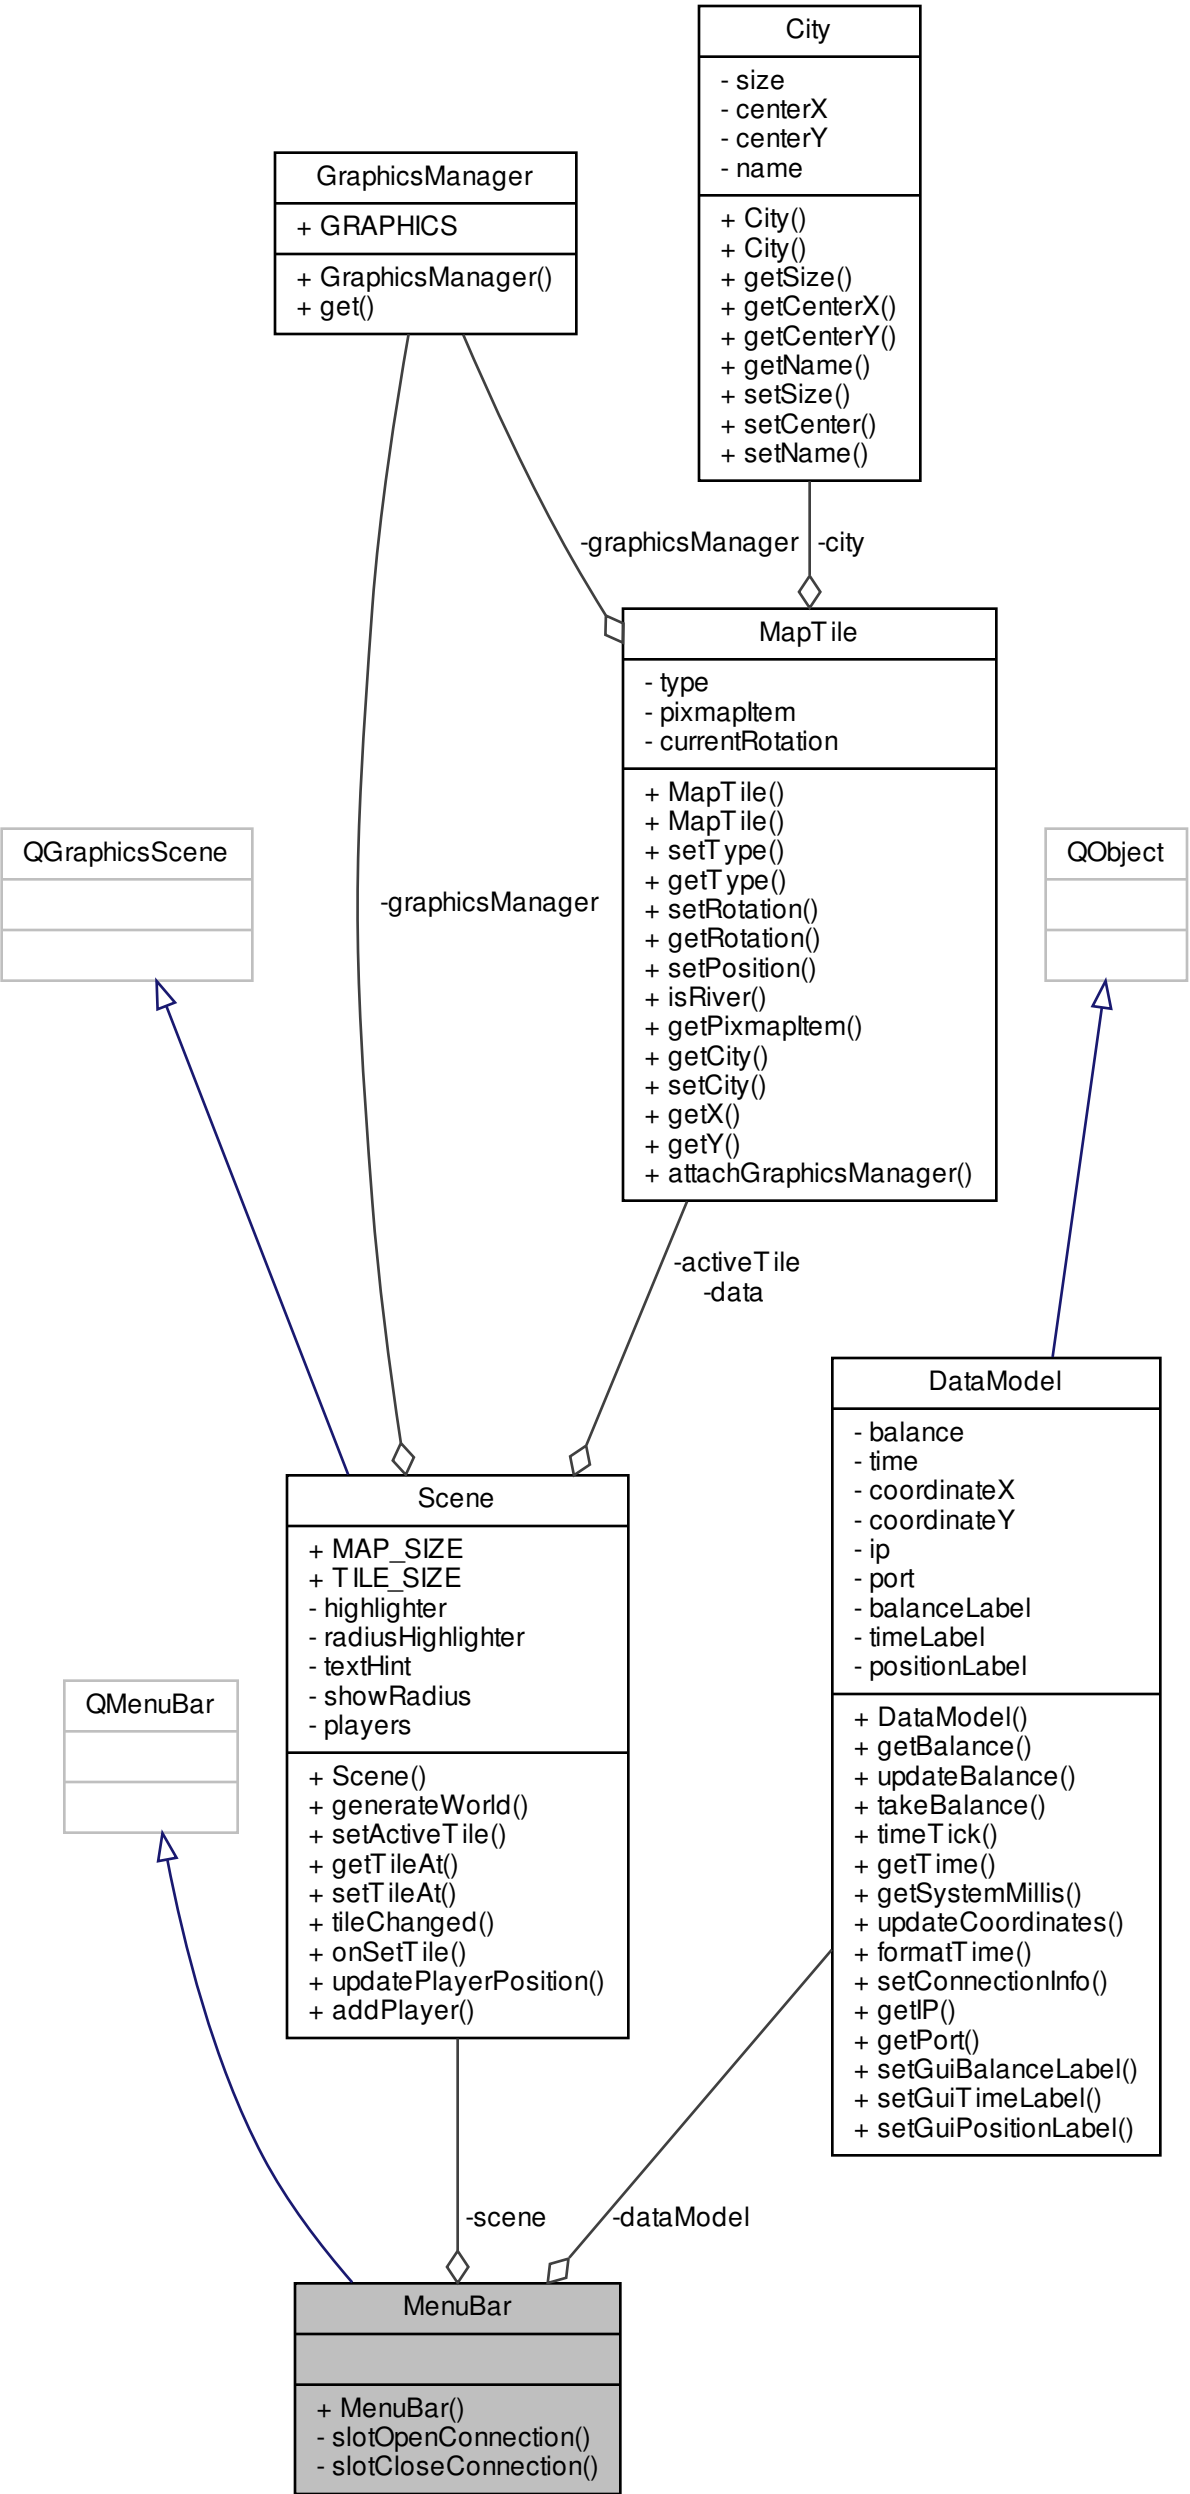 City
- size
- centerX
- centerY
- name
+ City()
+ City()
+ getSize()
+ getCenterX()
+ getCenterY()
+ getName()
+ setSize()
+ setCenter()
+ setName()
GraphicsManager
+ GRAPHICS
+ GraphicsManager()
+ get()
-graphicsManager
-city
MapTile
- type
- pixmapItem
- currentRotation
+ MapTile()
+ MapTile()
+ setType()
+ getType()
+ setRotation()
+ getRotation()
+ setPosition()
+ isRiver()
+ getPixmapItem()
+ getCity()
+ setCity()
+ getX()
+ getY()
+ attachGraphicsManager()
QGraphicsScene
-graphicsManager
QObject
-activeTile
-data
DataModel
- balance
- time
- coordinateX
- coordinateY
- ip
- port
- balanceLabel
- timeLabel
- positionLabel
+ DataModel()
+ getBalance()
+ updateBalance()
+ takeBalance()
+ timeTick()
+ getTime()
+ getSystemMillis()
+ updateCoordinates()
+ formatTime()
+ setConnectionInfo()
+ getIP()
+ getPort()
+ setGuiBalanceLabel()
+ setGuiTimeLabel()
+ setGuiPositionLabel()
Scene
+ MAP_SIZE
+ TILE_SIZE
- highlighter
- radiusHighlighter
- textHint
- showRadius
- players
+ Scene()
+ generateWorld()
+ setActiveTile()
+ getTileAt()
+ setTileAt()
+ tileChanged()
+ onSetTile()
+ updatePlayerPosition()
+ addPlayer()
QMenuBar
-scene
-dataModel
MenuBar
+ MenuBar()
- slotOpenConnection()
- slotCloseConnection()